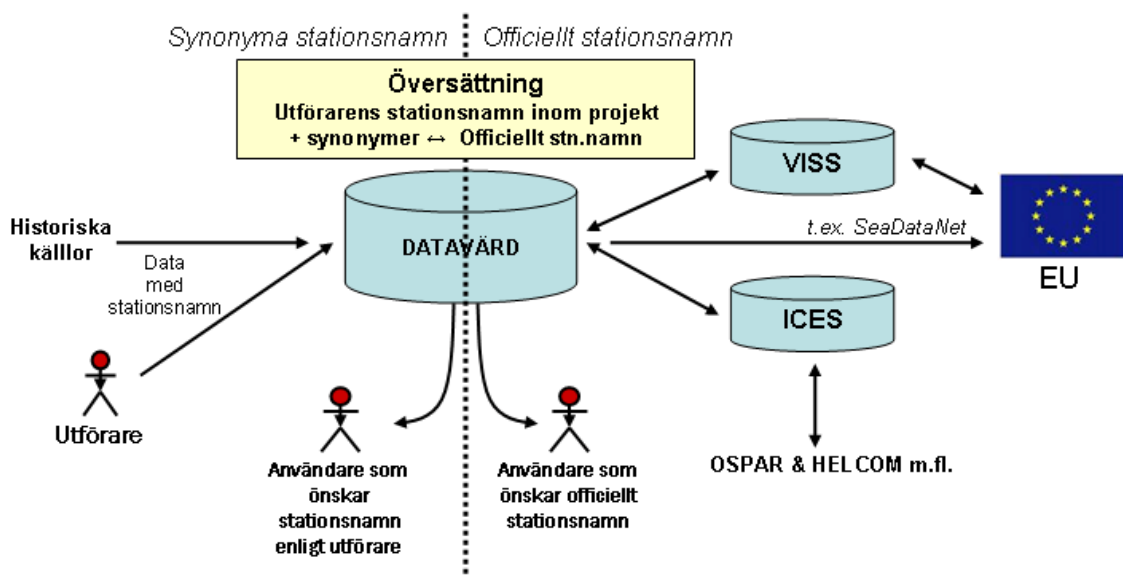 Synonyma stationsnamn
Officiellt stationsnamn
Översättning
Utförarens stationsnamn inom projekt
+ synonymer ↔ Officiellt stn.namn
VISS
Historiska
källlor
Data
med
stationsnamn
DATAVÄRD
t.ex. SeaDataNet
EU
ICES
Utförare
Användare som
önskar
stationsnamn
enligt utförare
Användare som
önskar officiellt
stationsnamn
OSPAR & HELCOM m.fl.